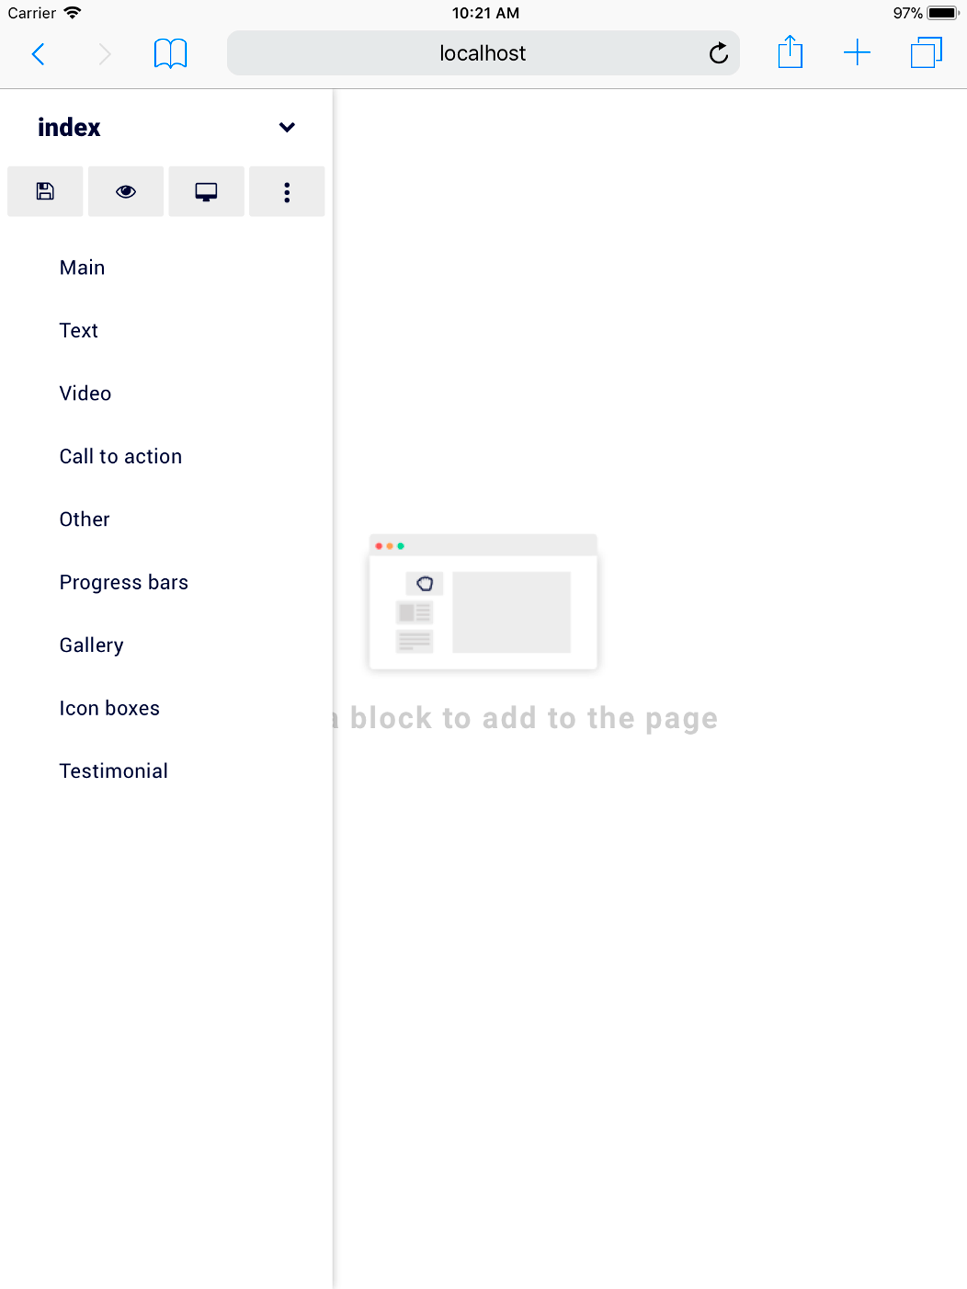 Carrier 10:21 AM 97%
localhost
index
Main
Text
Video
Call to action
Other
Progress bars
Gallery
Icon boxes
Testimonial
a block to add to the page